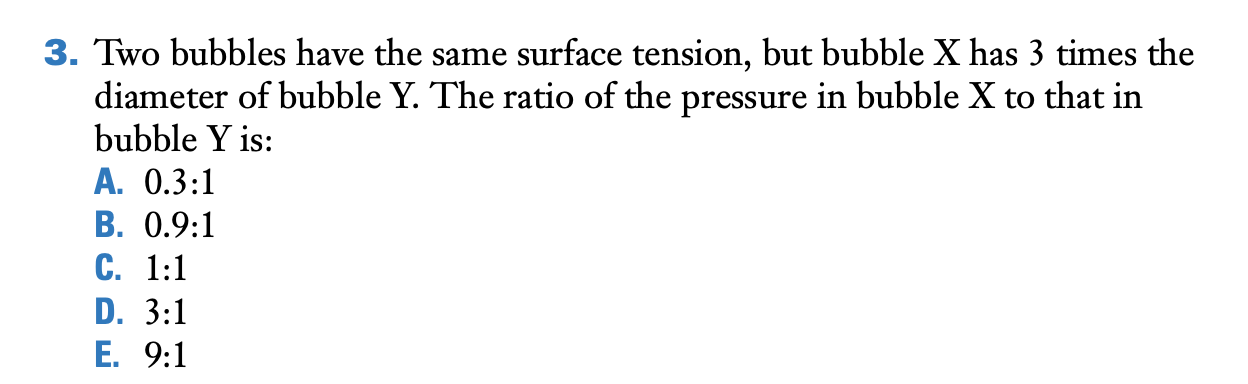 3. Two bubbles have the same surface tension, but bubble X has 3 times the
diameter of bubble Y. The ratio of the pressure in bubble X to that in
bubble Y is:
A. 0.3:1
B. 0.9:1
C. 1:1
D. 3:1
E. 9:1